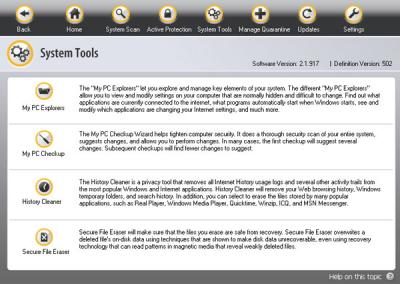 Back Home System Scan Active Protection System Tools Manage Quarantine Updates Settings
System Tools
Software Version: 2.1.917 | Definition Version: 502
My PC Explorers
The "My PC Explorers" let you explore and manage key elements of your system. The different "My PC Explorers"
allow you to view and modify settings on your computer that are normally hidden and difficult to change. Find out what
applications are currently connected to the internet, what programs automatically start when Windows starts, see and
modify which applications are changing your Internet settings, and much more.
My PC Checkup
The My PC Checkup Wizard helps tighten computer security. It does a thorough security scan of your entire system,
suggests changes, and allows you to perform changes. In many cases, the first checkup will suggest several
changes. Subsequent checkups will find fewer changes to suggest.
History Cleaner
The History Cleaner is a privacy tool that removes all Internet History usage logs and several other activity trails from
the most popular Windows and Internet applications. History Cleaner will remove your Web browsing history, Windows
temporary folders, and search history. In addition, you can select to erase the files stored by many popular
applications, such as Real Player, Windows Media Player, Quicktime, Winzip, ICQ, and MSN Messenger.
Secure File Eraser
Secure File Eraser will make sure that the files you erase are safe from recovery. Secure File Eraser overwrites a
deleted file's on-disk data using techniques that are shown to make disk data unrecoverable, even using recovery
technology that can read patterns in magnetic media that reveal weakly deleted files.
Help on this topic